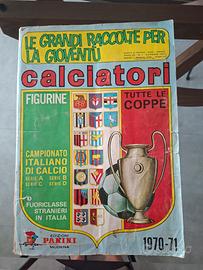 LE GRANDI RACCOLTE PER
LA GIOVENTÙ
calciatori
FIGURINE
TUTTE LE
COPPE
CAMPIONATO
ITALIANO
DI CALCIO
SERIE A SERIE B
SERIE C SERIE D
FUORICLASSE
STRANIERI
IN ITALIA
EDIZIONI
PANINI
MODENA
1970-71